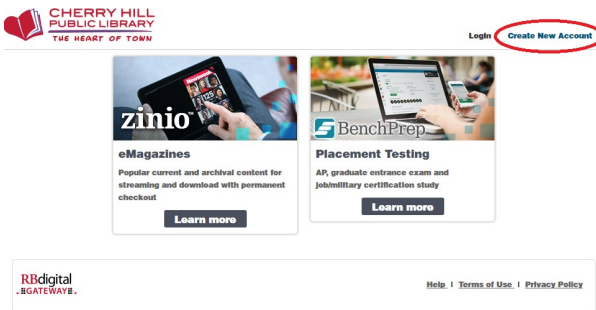 CHERRY HILL
PUBLIC LIBRARY
THE HEART OF TOWN
Login
Create New Account
zinio
BenchPrep
eMagazines
Popular current and archival content for
streaming and download with permanent
checkout
Learn more
Placement Testing
AP, graduate entrance exam and
job/military certification study
Learn more
RBdigital
GATEWAY
Help | Terms of Use | Privacy Policy